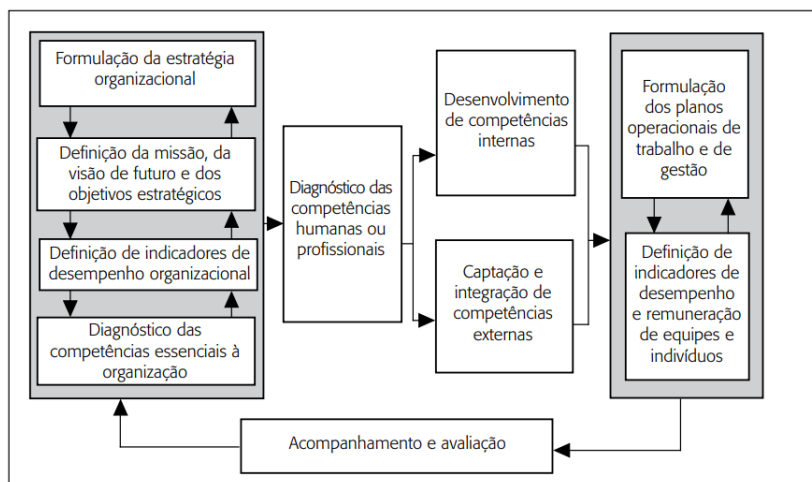 Formulação da estratégia
organizacional
Definição da missão, da
visão de futuro e dos
objetivos estratégicos
Definição de indicadores de
desempenho organizacional
Diagnóstico das
competências essenciais à
organização
Diagnóstico das
competências
humanas ou
profissionais
Desenvolvimento
de competências
internas
Captação e
integração de
competências
externas
Formulação
dos planos
operacionais de
trabalho e de
gestão
Definição de
indicadores de
desempenho
e remuneração
de equipes e
indivíduos
Acompanhamento e avaliação